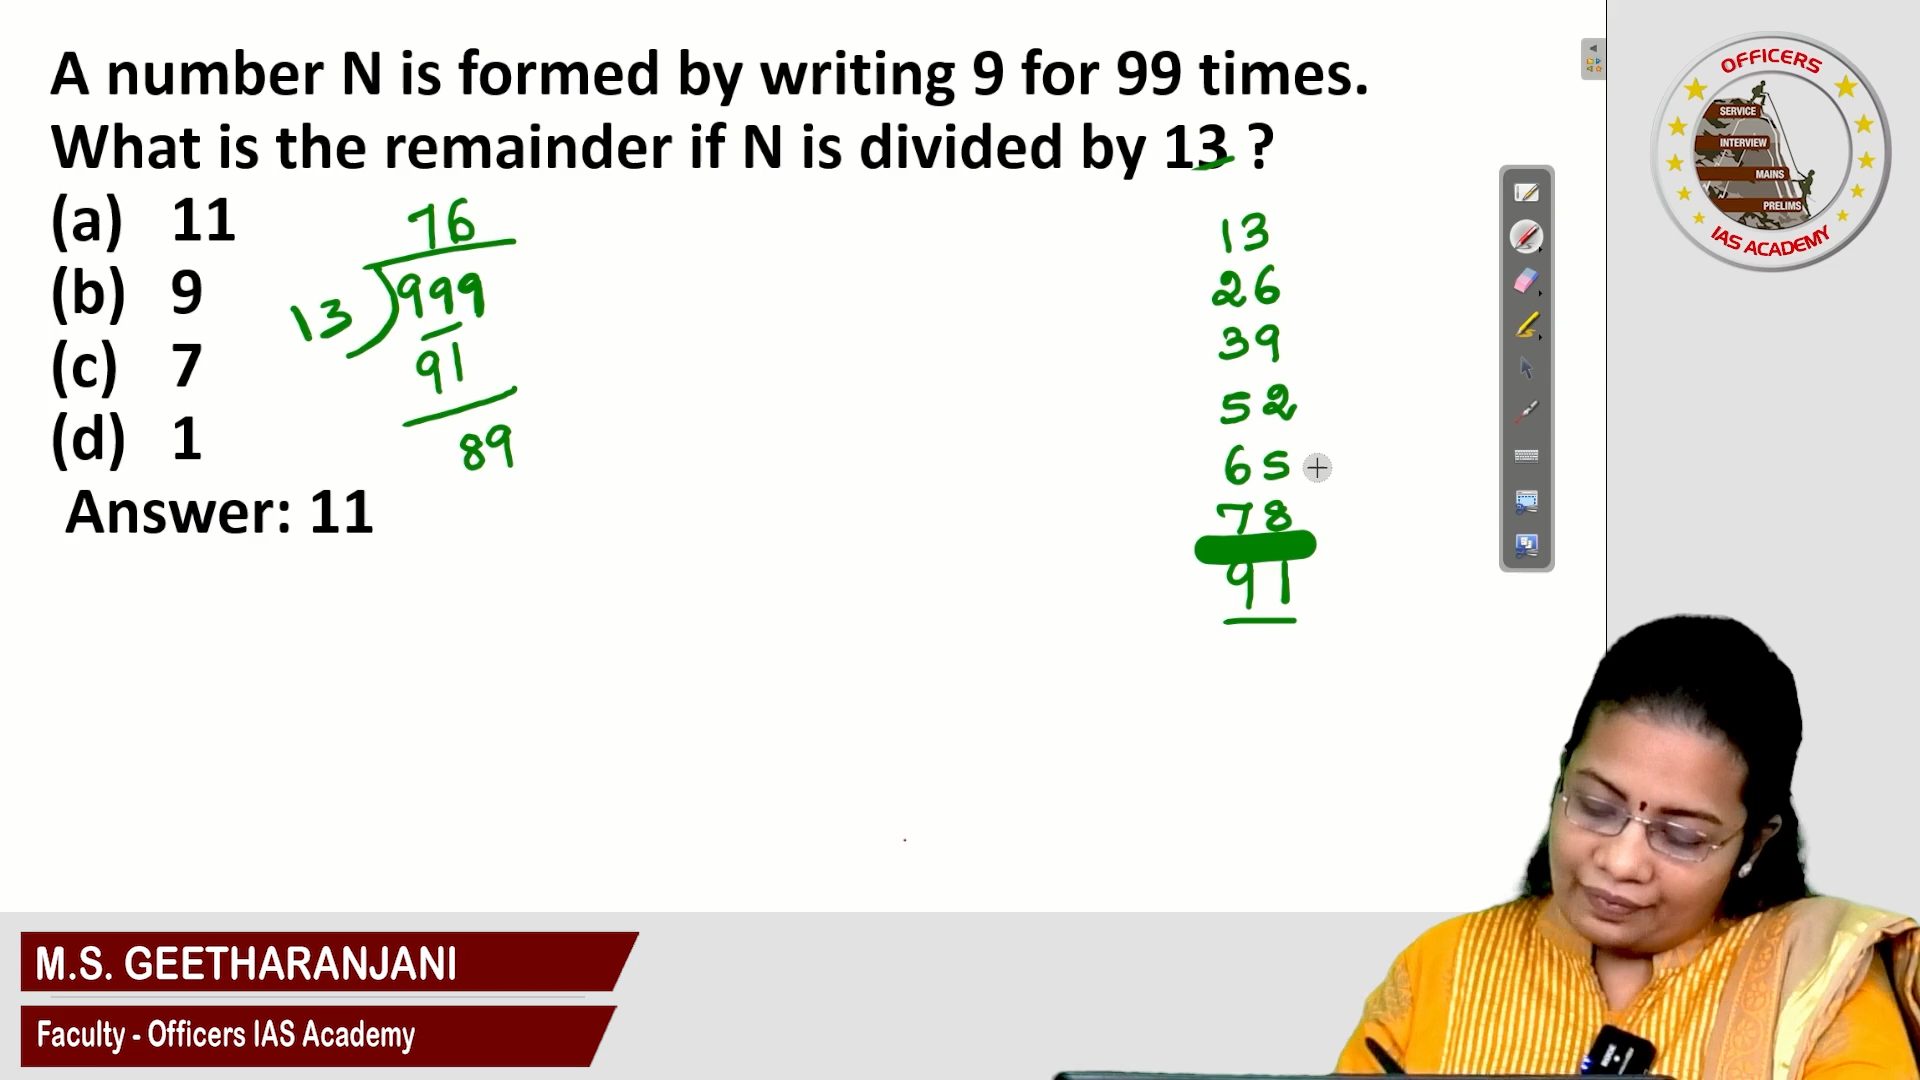 A number N is formed by writing 9 for 99 times.
What is the remainder if N is divided by 13 ?
(a) 11
(b) 9
(c) 7
(d) 1
Answer: 11
76
13 999
91
89
13
26
39
52
65
78
91
OFFICERS
SERVICE
INTERVIEW
MAINS
PRELIMS
IAS ACADEMY
M.S. GEETHARANJANI
Faculty - Officers IAS Academy